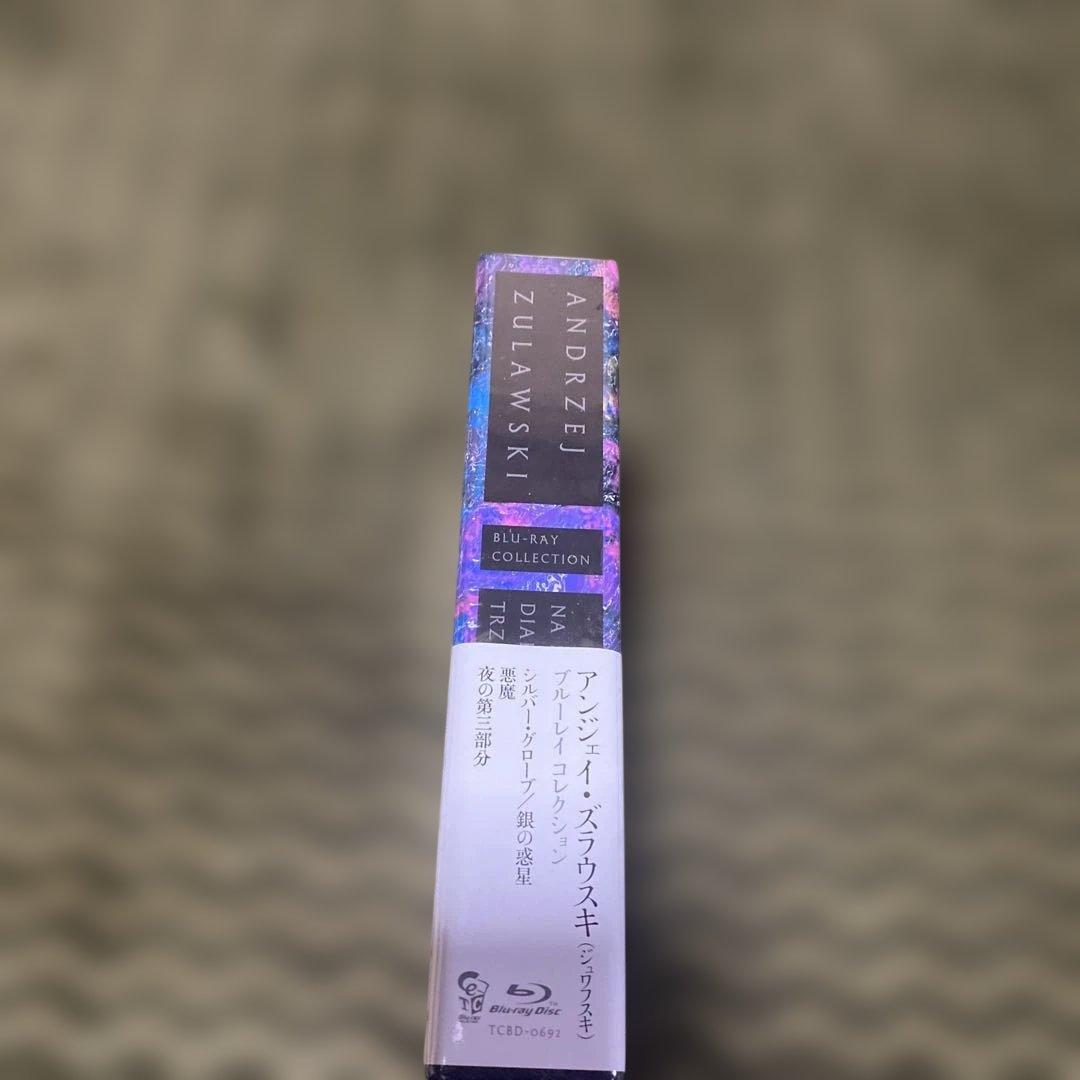 ANDRZEJ
ZULAWSKI
BLU-RAY
COLLECTION
NA
DIA
TRZ
アンジェイ・ズラウスキ(ジュワフスキ)
ブルーレイ コレクション
シルバー・グローブ/銀の惑星
悪魔
夜の第三部分
Blu-ray Disc
TCBD-0692